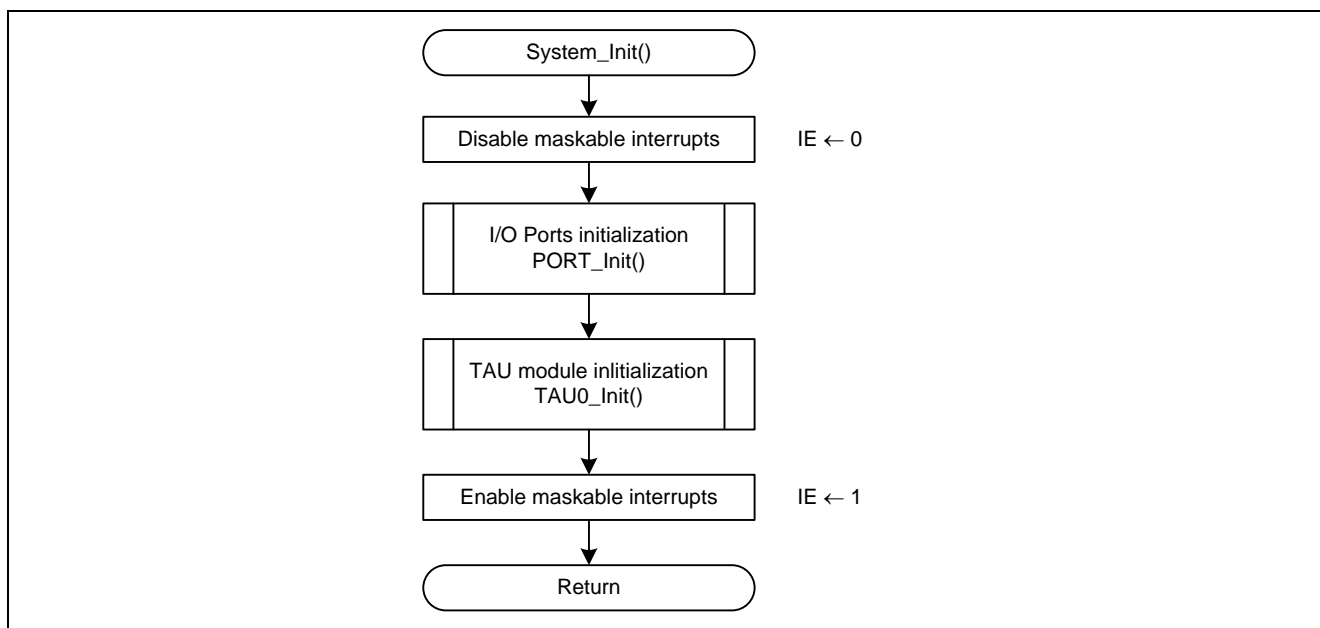 System_Init()
Disable maskable interrupts
IE ← 0
I/O Ports initialization
PORT_Init()
TAU module inlitialization
TAU0_Init()
Enable maskable interrupts
IE ← 1
Return